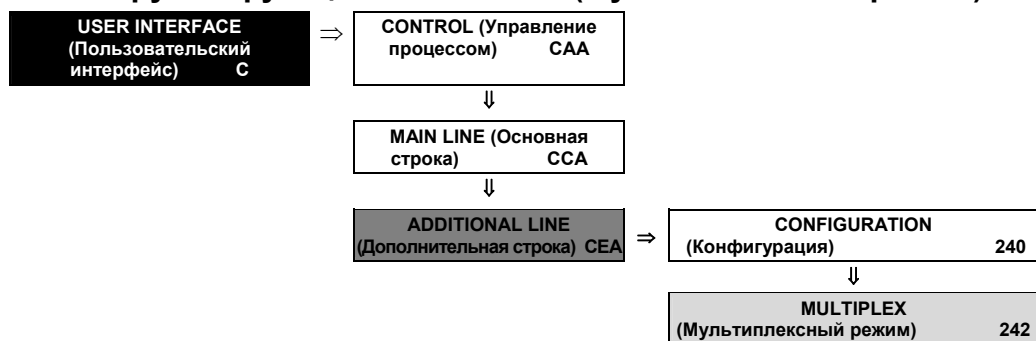 USER INTERFACE
(Пользовательский
интерфейс) C
⇒
CONTROL (Управление
процессом) CAA
⇓
MAIN LINE (Основная
строка) CCA
⇓
ADDITIONAL LINE
(Дополнительная строка) CEA
⇒
CONFIGURATION
(Конфигурация) 240
⇓
MULTIPLEX
(Мультиплексный режим) 242